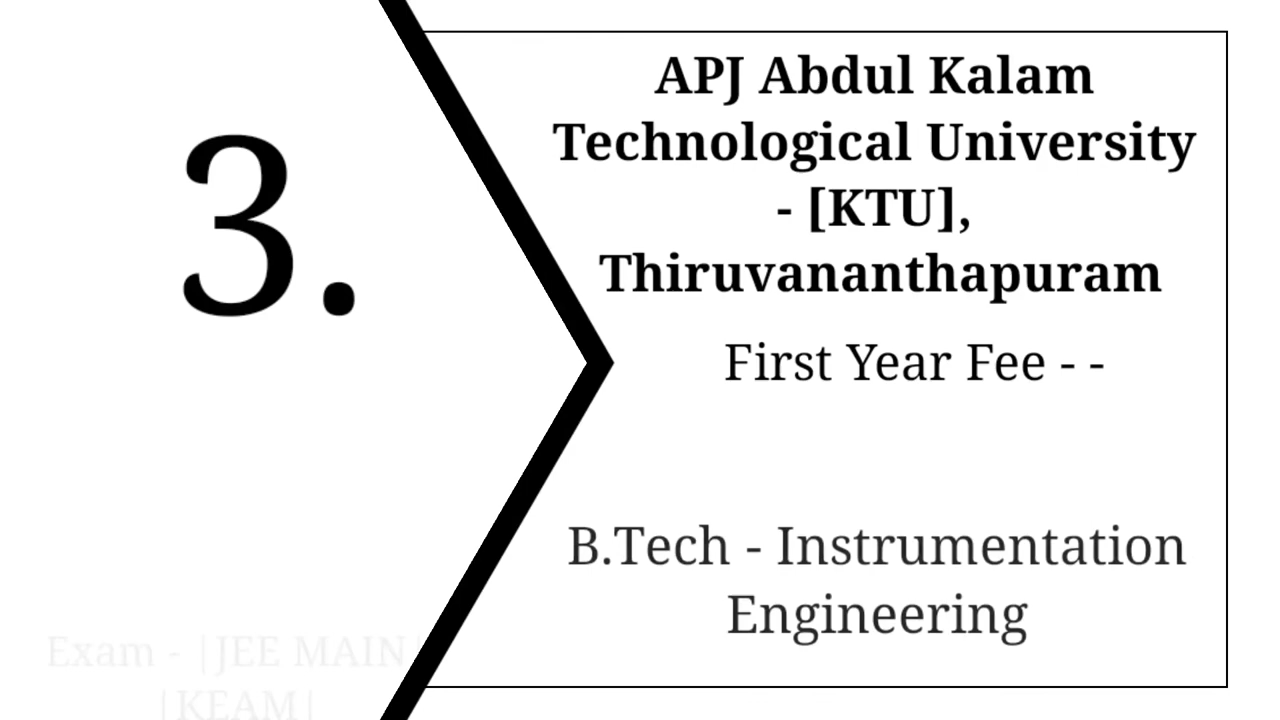 3.
APJ Abdul Kalam
Technological University
- [KTU],
Thiruvananthapuram
First Year Fee - -
B.Tech - Instrumentation
Engineering
Exam - |JEE MAIN|
|KEAM|